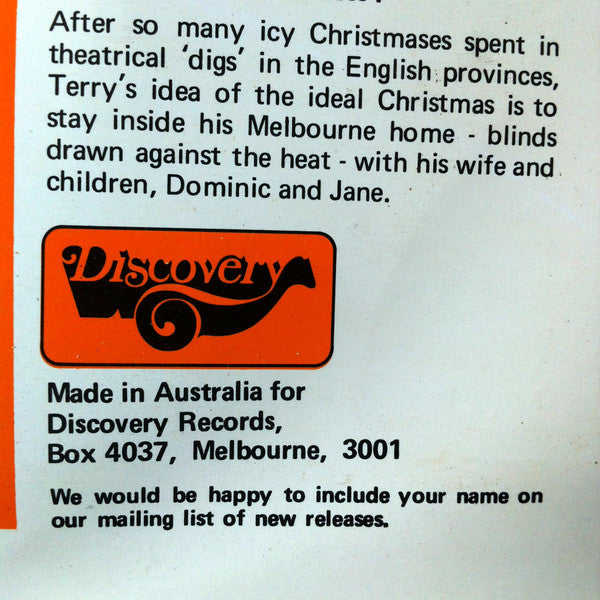 After so many icy Christmases spent in
theatrical 'digs' in the English provinces,
Terry's idea of the ideal Christmas is to
stay inside his Melbourne home - blinds
drawn against the heat - with his wife and
children, Dominic and Jane.
Discovery
Made in Australia for
Discovery Records,
Box 4037, Melbourne, 3001
We would be happy to include your name on
our mailing list of new releases.